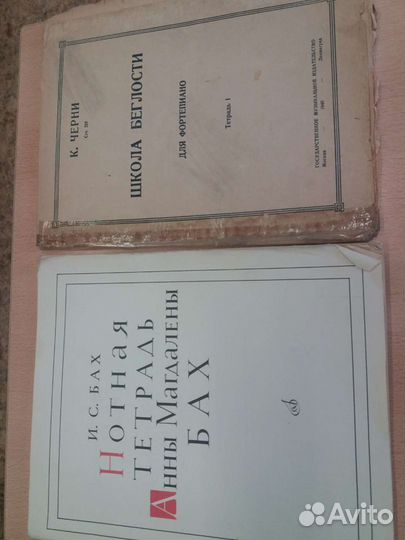 К. ЧЕРНИ
Соч. 299
ШКОЛА БЕГЛОСТИ
ДЛЯ ФОРТЕПИАНО
Тетрадь 1
ГОСУДАРСТВЕННОЕ МУЗЫКАЛЬНОЕ ИЗДАТЕЛЬСТВО
Москва — — Ленинград
И. С. БАХ
НОТНАЯ
ТЕТРАДЬ
АННЫ МАГДАЛЕНЫ
БАХ
Avito